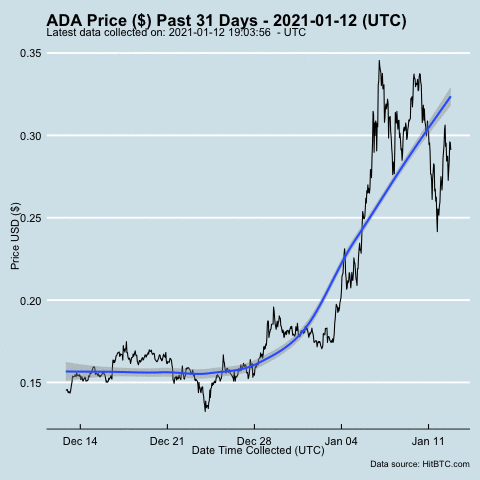 ADA Price ($) Past 31 Days - 2021-01-12 (UTC)
Latest data collected on: 2021-01-12 19:03:56 - UTC
0.35
0.30
0.25
0.20
0.15
Price USD ($)
Dec 14 Dec 21 Dec 28 Jan 04 Jan 11
Date Time Collected (UTC)
Data source: HitBTC.com